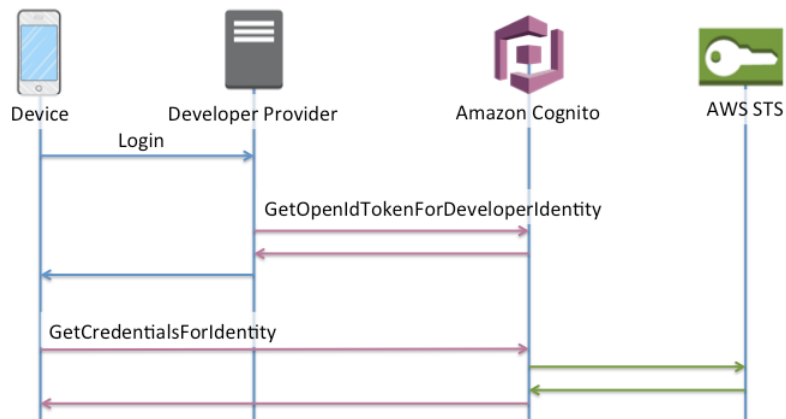 Device
Developer Provider
Amazon Cognito
AWS STS
Login
GetOpenIdTokenForDeveloperIdentity
GetCredentialsForIdentity